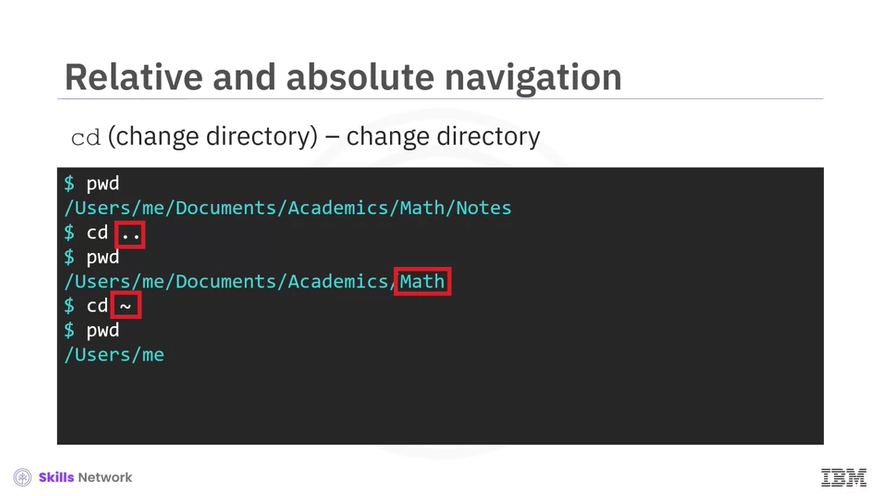 Relative and absolute navigation
cd (change directory) – change directory
$ pwd
/Users/me/Documents/Academics/Math/Notes
$ cd ..
$ pwd
/Users/me/Documents/Academics/Math
$ cd ~
$ pwd
/Users/me
Skills Network
IBM